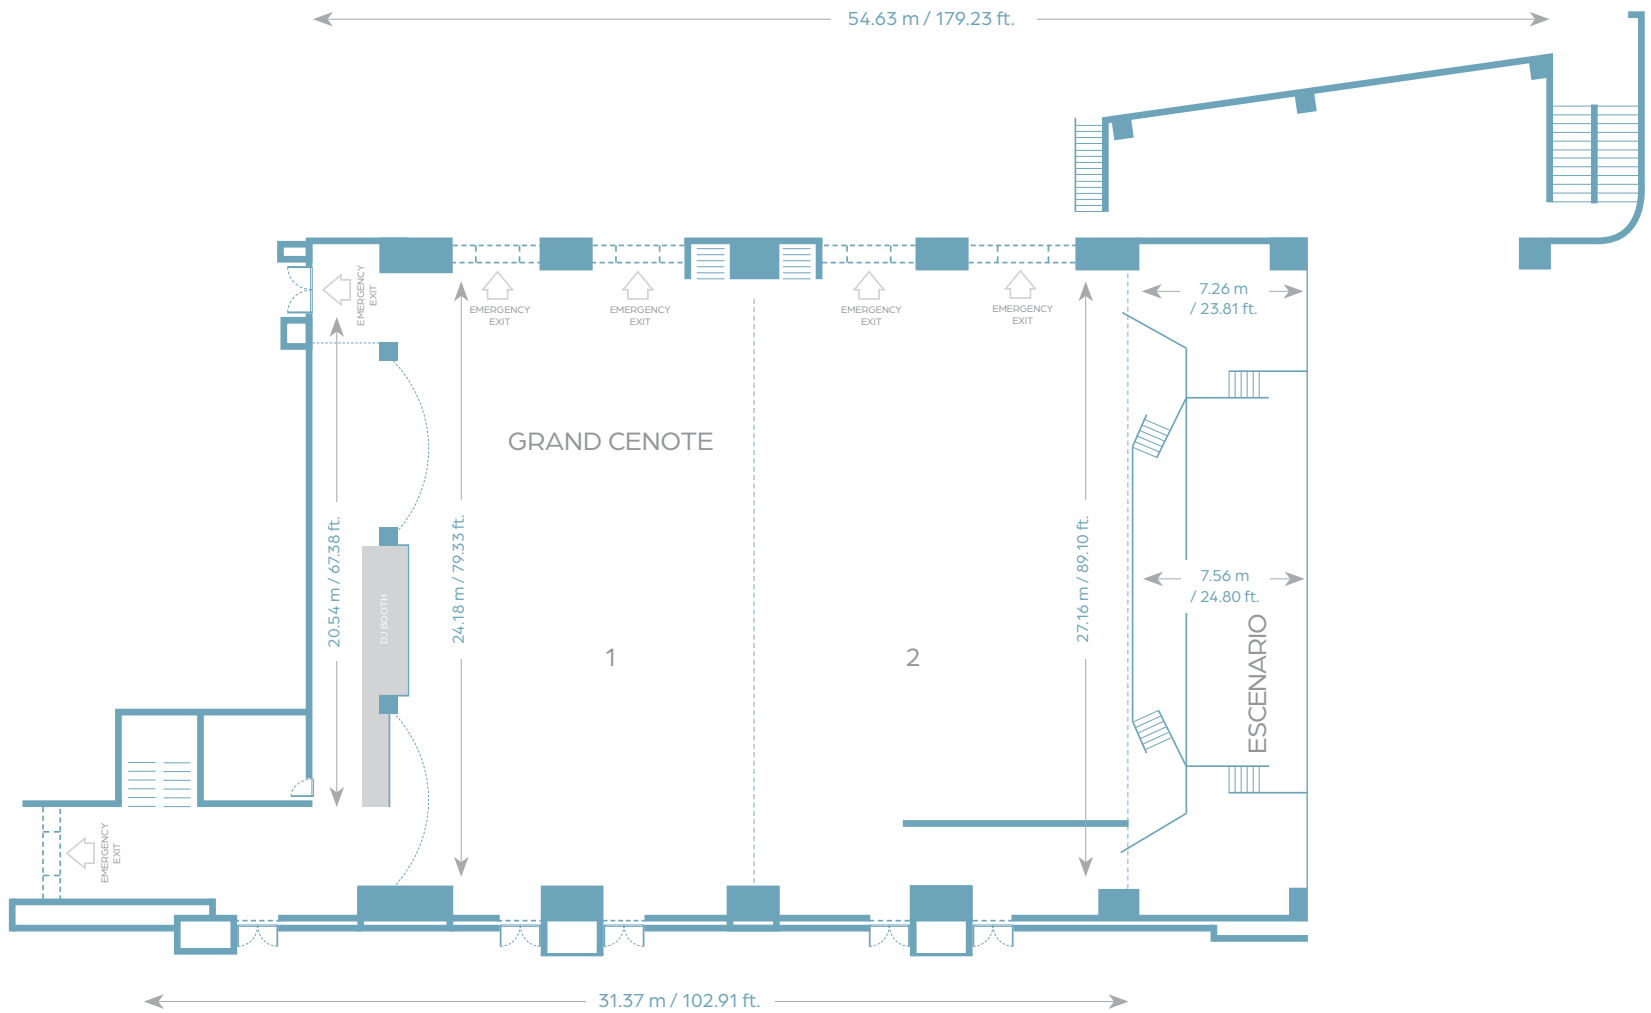 54.63 m / 179.23 ft.
EMERGENCY
EXIT
EMERGENCY
EXIT
EMERGENCY
EXIT
EMERGENCY
EXIT
EMERGENCY
EXIT
7.26 m
/ 23.81 ft.
GRAND CENOTE
20.54 m / 67.38 ft.
DJ BOOTH
24.18 m / 79.33 ft.
27.16 m / 89.10 ft.
7.56 m
/ 24.80 ft.
1
2
ESCENARIO
EMERGENCY
EXIT
31.37 m / 102.91 ft.